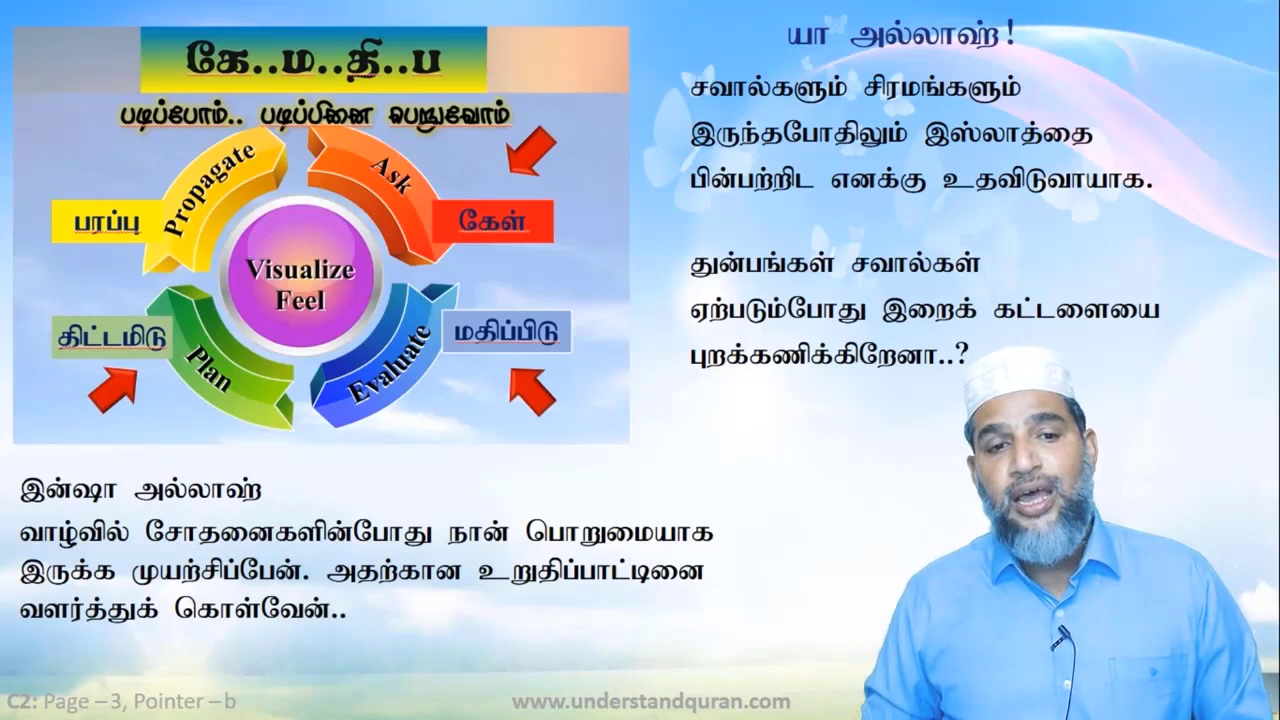 கே..ம..தி..ப
படிப்போம்.. படிப்பினை பெறுவோம்
Propagate
Ask
பரப்பு
கேள்
Visualize
Feel
திட்டமிடு
மதிப்பிடு
Plan
Evaluate
இன்ஷா அல்லாஹ்
வாழ்வில் சோதனைகளின்போது நான் பொறுமையாக
இருக்க முயற்சிப்பேன். அதற்கான உறுதிப்பாட்டினை
வளர்த்துக் கொள்வேன்..
யா அல்லாஹ்!
சவால்களும் சிரமங்களும்
இருந்தபோதிலும் இஸ்லாத்தை
பின்பற்றிட எனக்கு உதவிடுவாயாக.
துன்பங்கள் சவால்கள்
ஏற்படும்போது இறைக் கட்டளையை
புறக்கணிக்கிறேனா..?
C2: Page – 3, Pointer – b
www.understandquran.com